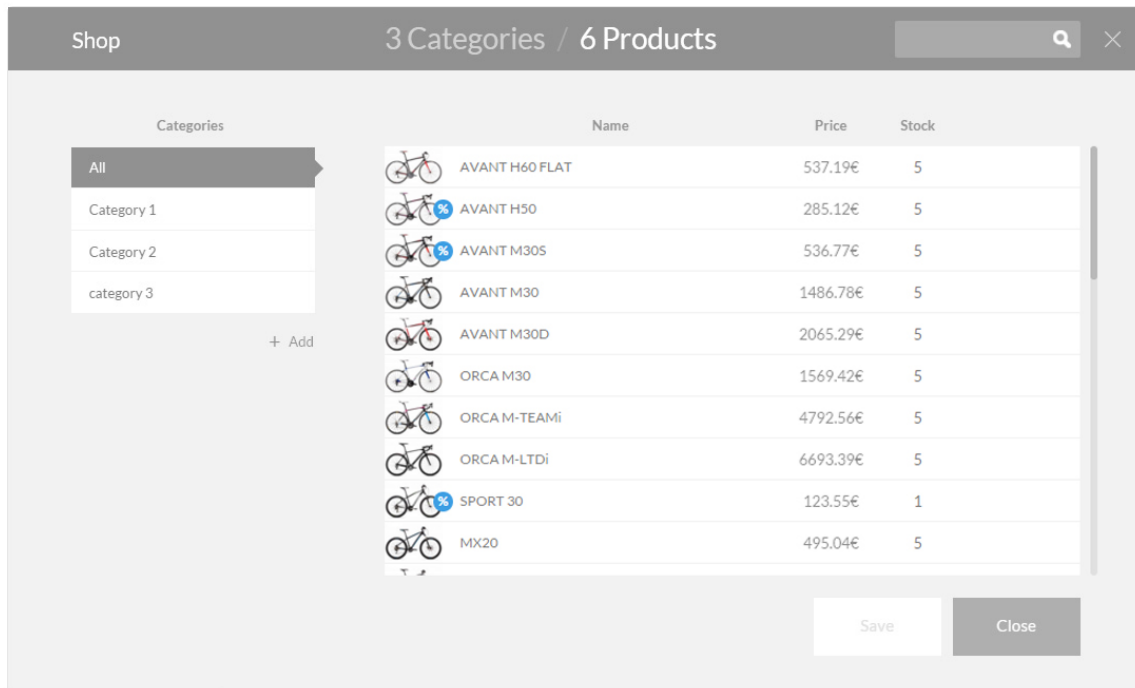 Shop 3 Categories / 6 Products
Categories Name Price Stock
All
Category 1
Category 2
category 3
+ Add
AVANT H60 FLAT 537.19€ 5
% AVANT H50 285.12€ 5
% AVANT M30S 536.77€ 5
AVANT M30 1486.78€ 5
AVANT M30D 2065.29€ 5
ORCA M30 1569.42€ 5
ORCA M-TEAMi 4792.56€ 5
ORCA M-LTDi 6693.39€ 5
% SPORT 30 123.55€ 1
MX20 495.04€ 5
Save Close